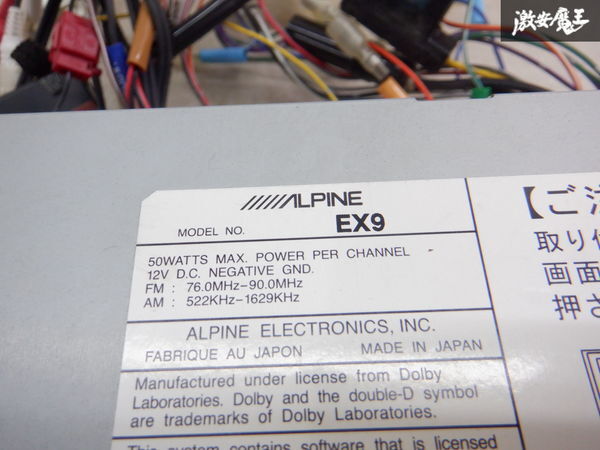 激安魔王
/////ALPINE
MODEL NO. EX9
50WATTS MAX. POWER PER CHANNEL
12V D.C. NEGATIVE GND.
FM : 76.0MHz-90.0MHz
AM : 522KHz-1629KHz
ALPINE ELECTRONICS, INC.
FABRIQUE AU JAPON MADE IN JAPAN
Manufactured under license from Dolby
Laboratories. Dolby and the double-D symbol
are trademarks of Dolby Laboratories.
This system contains software that is licensed
【ご注
取り
画面
押さ